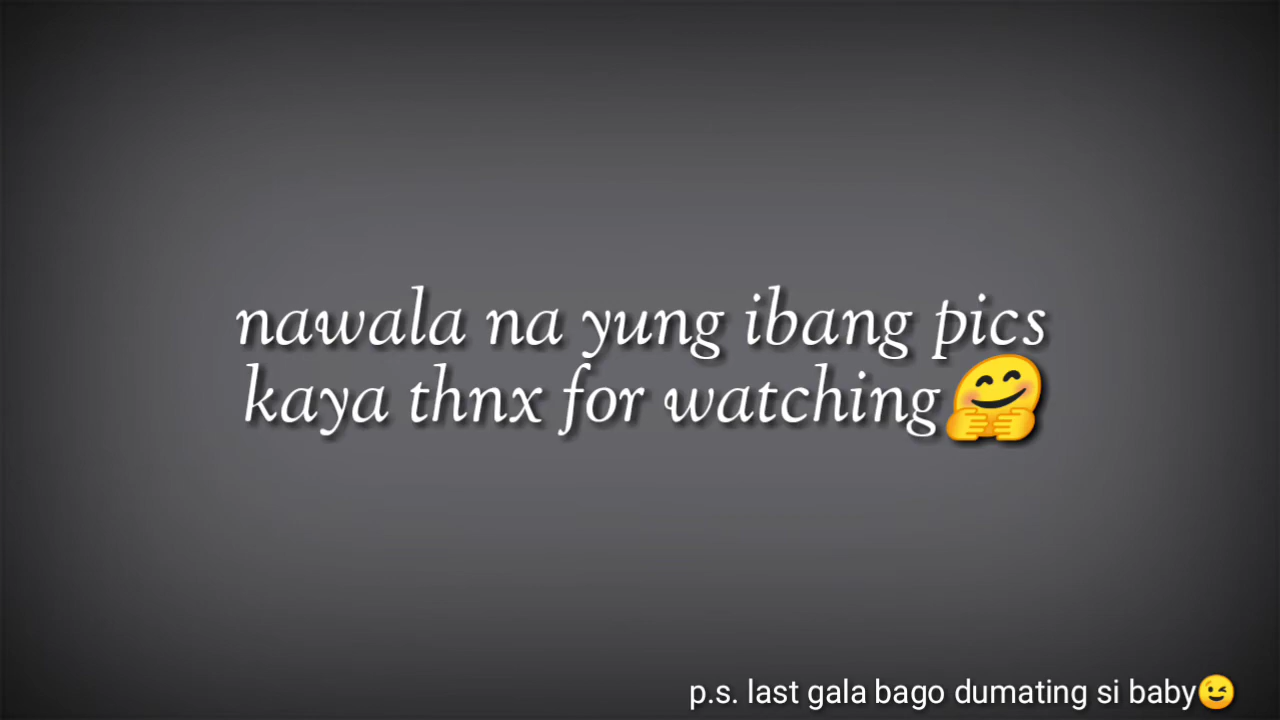 nawala na yung ibang pics
kaya thnx for watching🤗
p.s. last gala bago dumating si baby😉